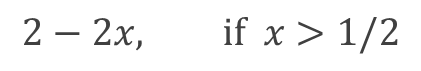 2 − 2x, if x > 1/2